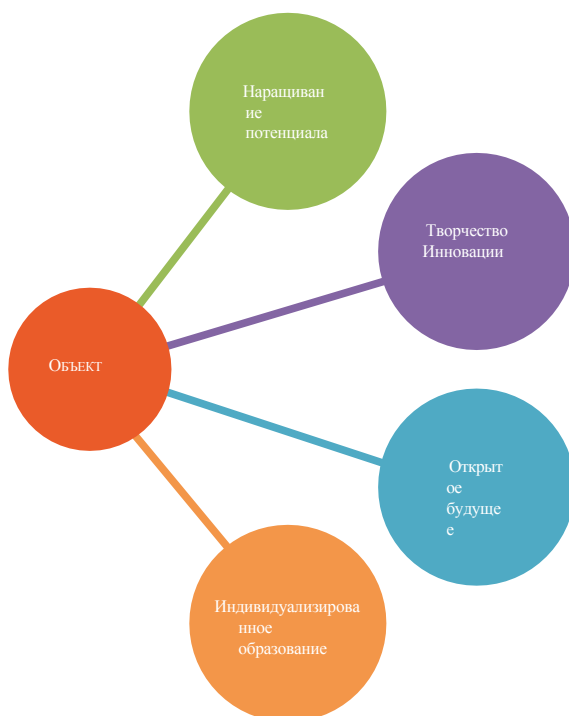 Наращиван
ие
потенциала
Творчество
Инновации
Объект
Открыт
ое
будуще
е
Индивидуализирова
нное
образование